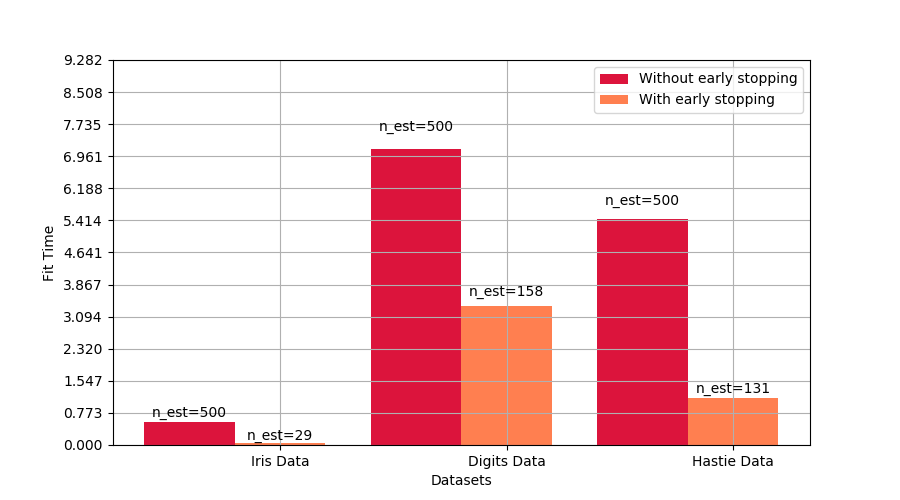 9.282
8.508
7.735
6.961
6.188
5.414
4.641
3.867
3.094
2.320
1.547
0.773
0.000
Fit Time
Without early stopping
With early stopping
n_est=500
n_est=29
n_est=500
n_est=158
n_est=500
n_est=131
Iris Data
Digits Data
Hastie Data
Datasets